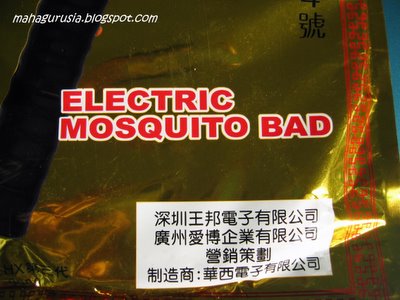 mahagurusia.blogspot.com
號
ELECTRIC
MOSQUITO BAD
深圳王邦電子有限公司
廣州愛博企業有限公司
營銷策劃
制造商:華西電子有限公司